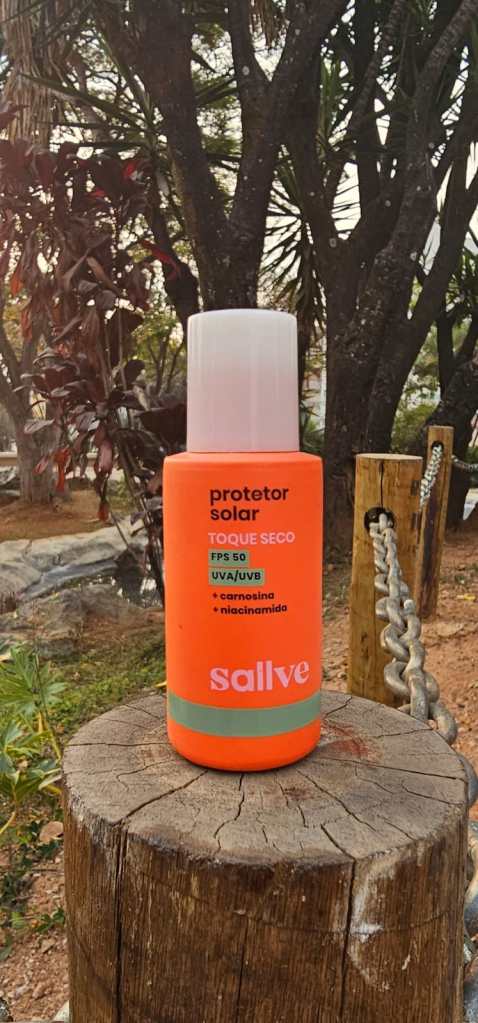 protetor
solar
TOQUE SECO
FPS 50
UVA/UVB
+ carnosina
+ niacinamida
sallve